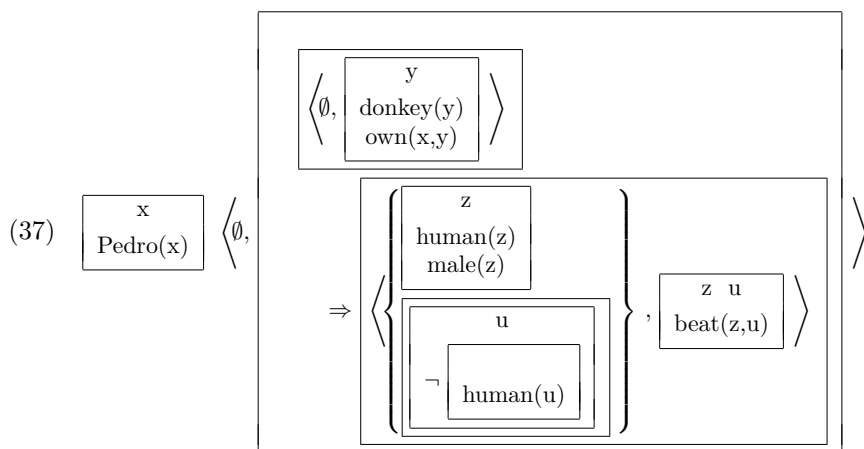 y
⟨∅, donkey(y) ⟩
own(x,y)
z
(37) x ⟨∅, human(z) ⟩
Pedro(x) male(z)
z u
⇒ ⟨{ u } , beat(z,u) ⟩
¬ human(u)